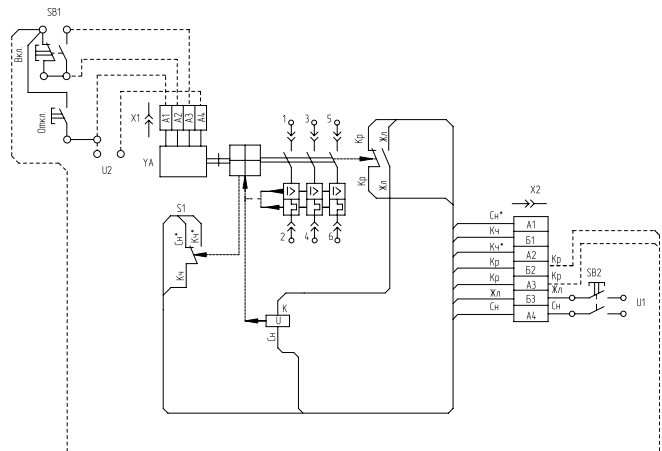 SB1
Вкл.
Откл.
U2
X1
А1
А2
А3
А4
YA
1
3
5
I>
I>
I>
2
4
6
Кр
Жл
Кр
Жл
S1
Сн*
Кч*
Кч
К
U
Сн
X2
Сн*
А1
Кч
Б1
Кч*
А2
Кр
Б2
Кр
Кр
А3
Кр
Жл
Б3
Жл
Сн
А4
Сн
SB2
U1